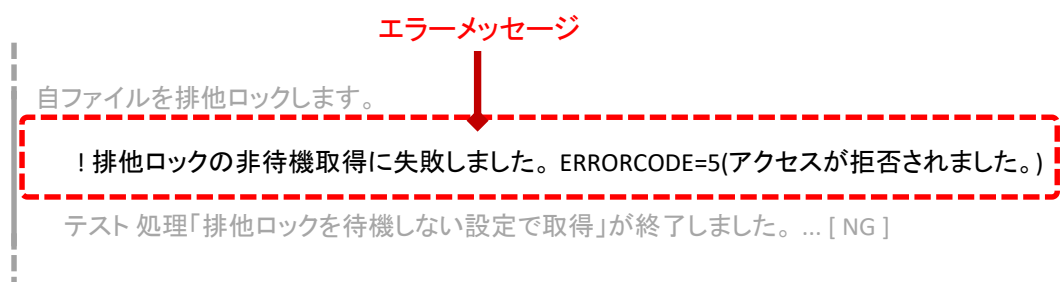 エラーメッセージ
自ファイルを排他ロックします。
! 排他ロックの非待機取得に失敗しました。 ERRORCODE=5(アクセスが拒否されました。)
テスト 処理「排他ロックを待機しない設定で取得」が終了しました。 ... [ NG ]